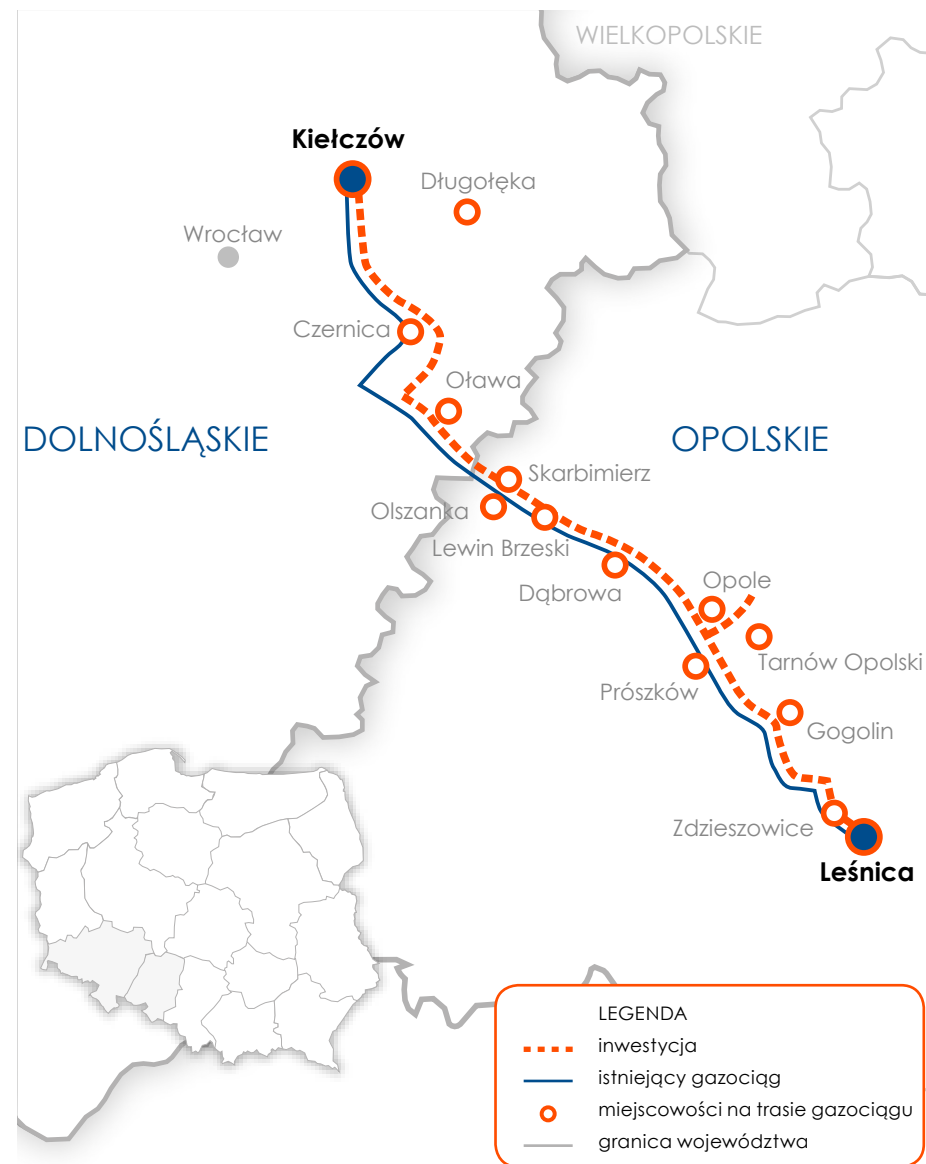 WIELKOPOLSKIE
Kiełczów
Długołęka
Wrocław
Czernica
Oława
DOLNOŚLĄSKIE
OPOLSKIE
Skarbimierz
Olszanka
Lewin Brzeski
Dąbrowa
Opole
Tarnów Opolski
Prószków
Gogolin
Zdzieszowice
Leśnica
LEGENDA
inwestycja
istniejący gazociąg
miejscowości na trasie gazociągu
granica województwa